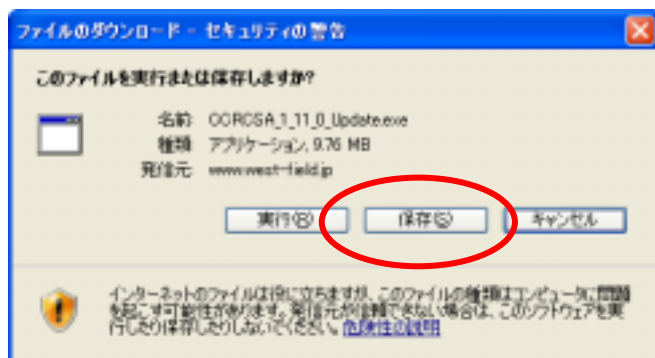 ファイルのダウンロード - セキュリティの警告
このファイルを実行または保存しますか?
名前: CCRCSA_1_11_0_Update.exe
種類: アプリケーション, 9.76 MB
発信元: www.west-field.jp
実行(R) 保存(S) キャンセル
インターネットのファイルは役に立ちますが、このファイルの種類はコンピュータに問題
を起こす可能性があります。発信元が信頼できない場合は、このソフトウェアを実
行したり保存したりしないでください。危険性の説明